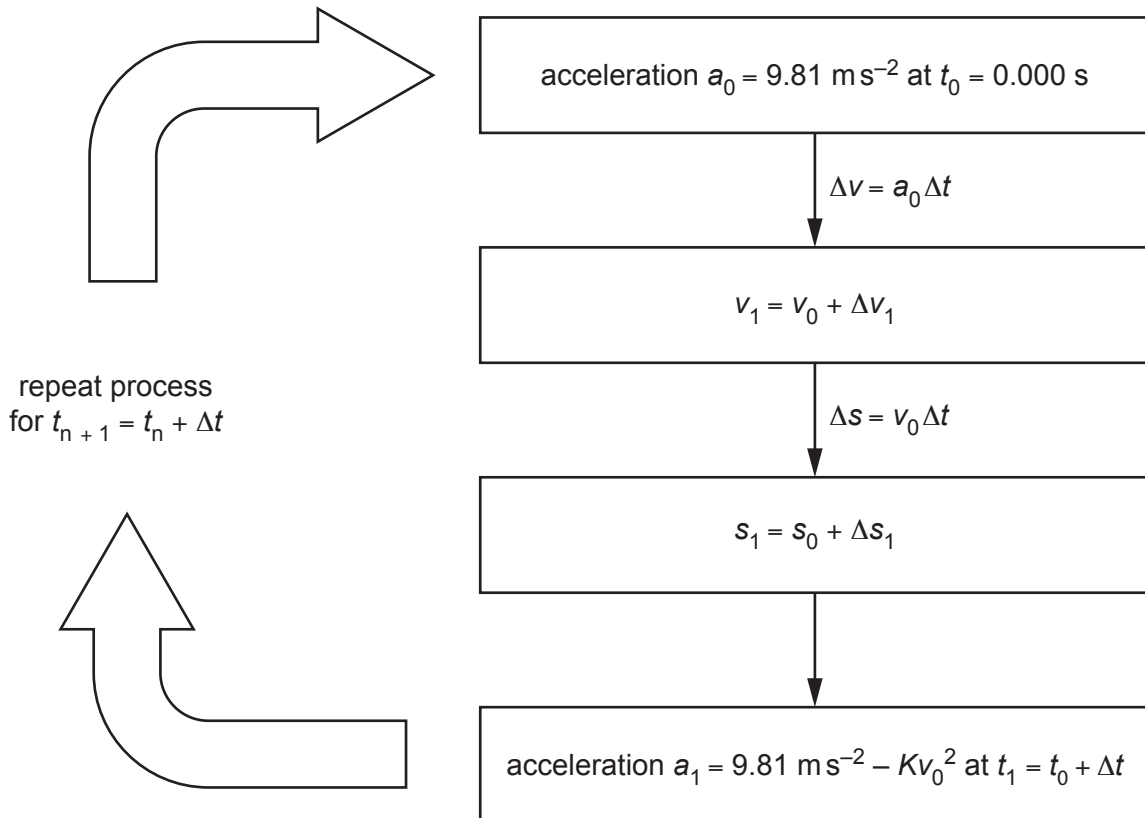 acceleration a₀ = 9.81 m s⁻² at t₀ = 0.000 s
Δv = a₀Δt
v₁ = v₀ + Δv₁
repeat process
for tₙ ₊ ₁ = tₙ + Δt
Δs = v₀Δt
s₁ = s₀ + Δs₁
acceleration a₁ = 9.81 m s⁻² – Kv₀² at t₁ = t₀ + Δt